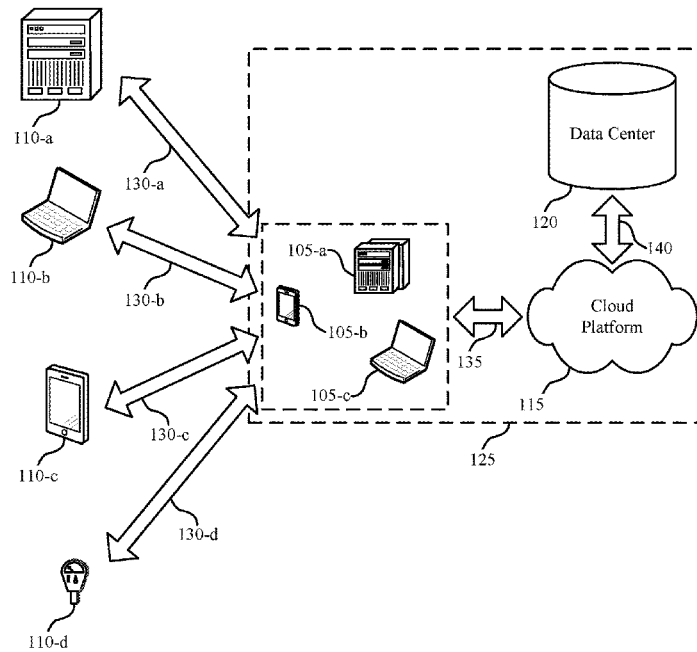 110-a
130-a
110-b
130-b
105-a
105-b
105-c
Data Center
120
140
Cloud
Platform
135
115
110-c
130-c
125
130-d
110-d